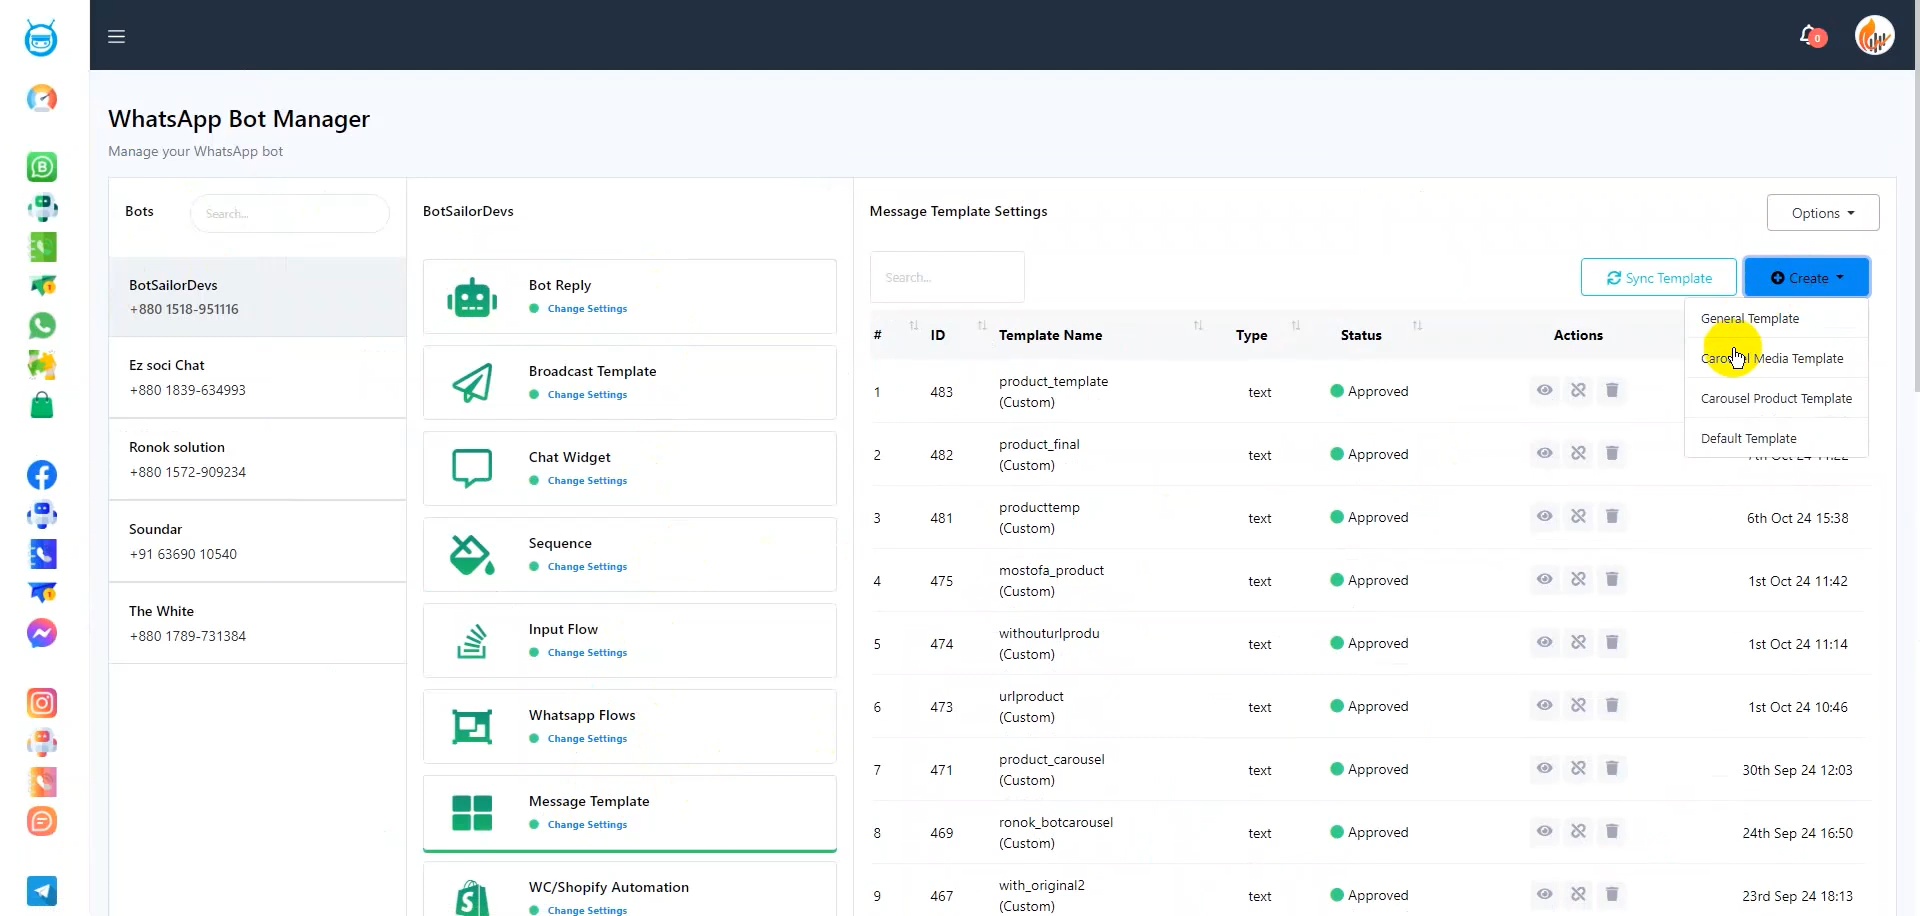 0
WhatsApp Bot Manager
Manage your WhatsApp bot
Bots
Search...
BotSailorDevs
+880 1518-951116
Ez soci Chat
+880 1839-634993
Ronok solution
+880 1572-909234
Soundar
+91 63690 10540
The White
+880 1789-731384
BotSailorDevs
Bot Reply
Change Settings
Broadcast Template
Change Settings
Chat Widget
Change Settings
Sequence
Change Settings
Input Flow
Change Settings
Whatsapp Flows
Change Settings
Message Template
Change Settings
WC/Shopify Automation
Change Settings
Message Template Settings
Options
Search...
Sync Template
Create
General Template
Carousel Media Template
Carousel Product Template
Default Template
# ID Template Name Type Status Actions
1 483 product_template (Custom) text Approved
2 482 product_final (Custom) text Approved
3 481 producttemp (Custom) text Approved 6th Oct 24 15:38
4 475 mostofa_product (Custom) text Approved 1st Oct 24 11:42
5 474 withouturlprodu (Custom) text Approved 1st Oct 24 11:14
6 473 urlproduct (Custom) text Approved 1st Oct 24 10:46
7 471 product_carousel (Custom) text Approved 30th Sep 24 12:03
8 469 ronok_botcarousel (Custom) text Approved 24th Sep 24 16:50
9 467 with_original2 (Custom) text Approved 23rd Sep 24 18:13